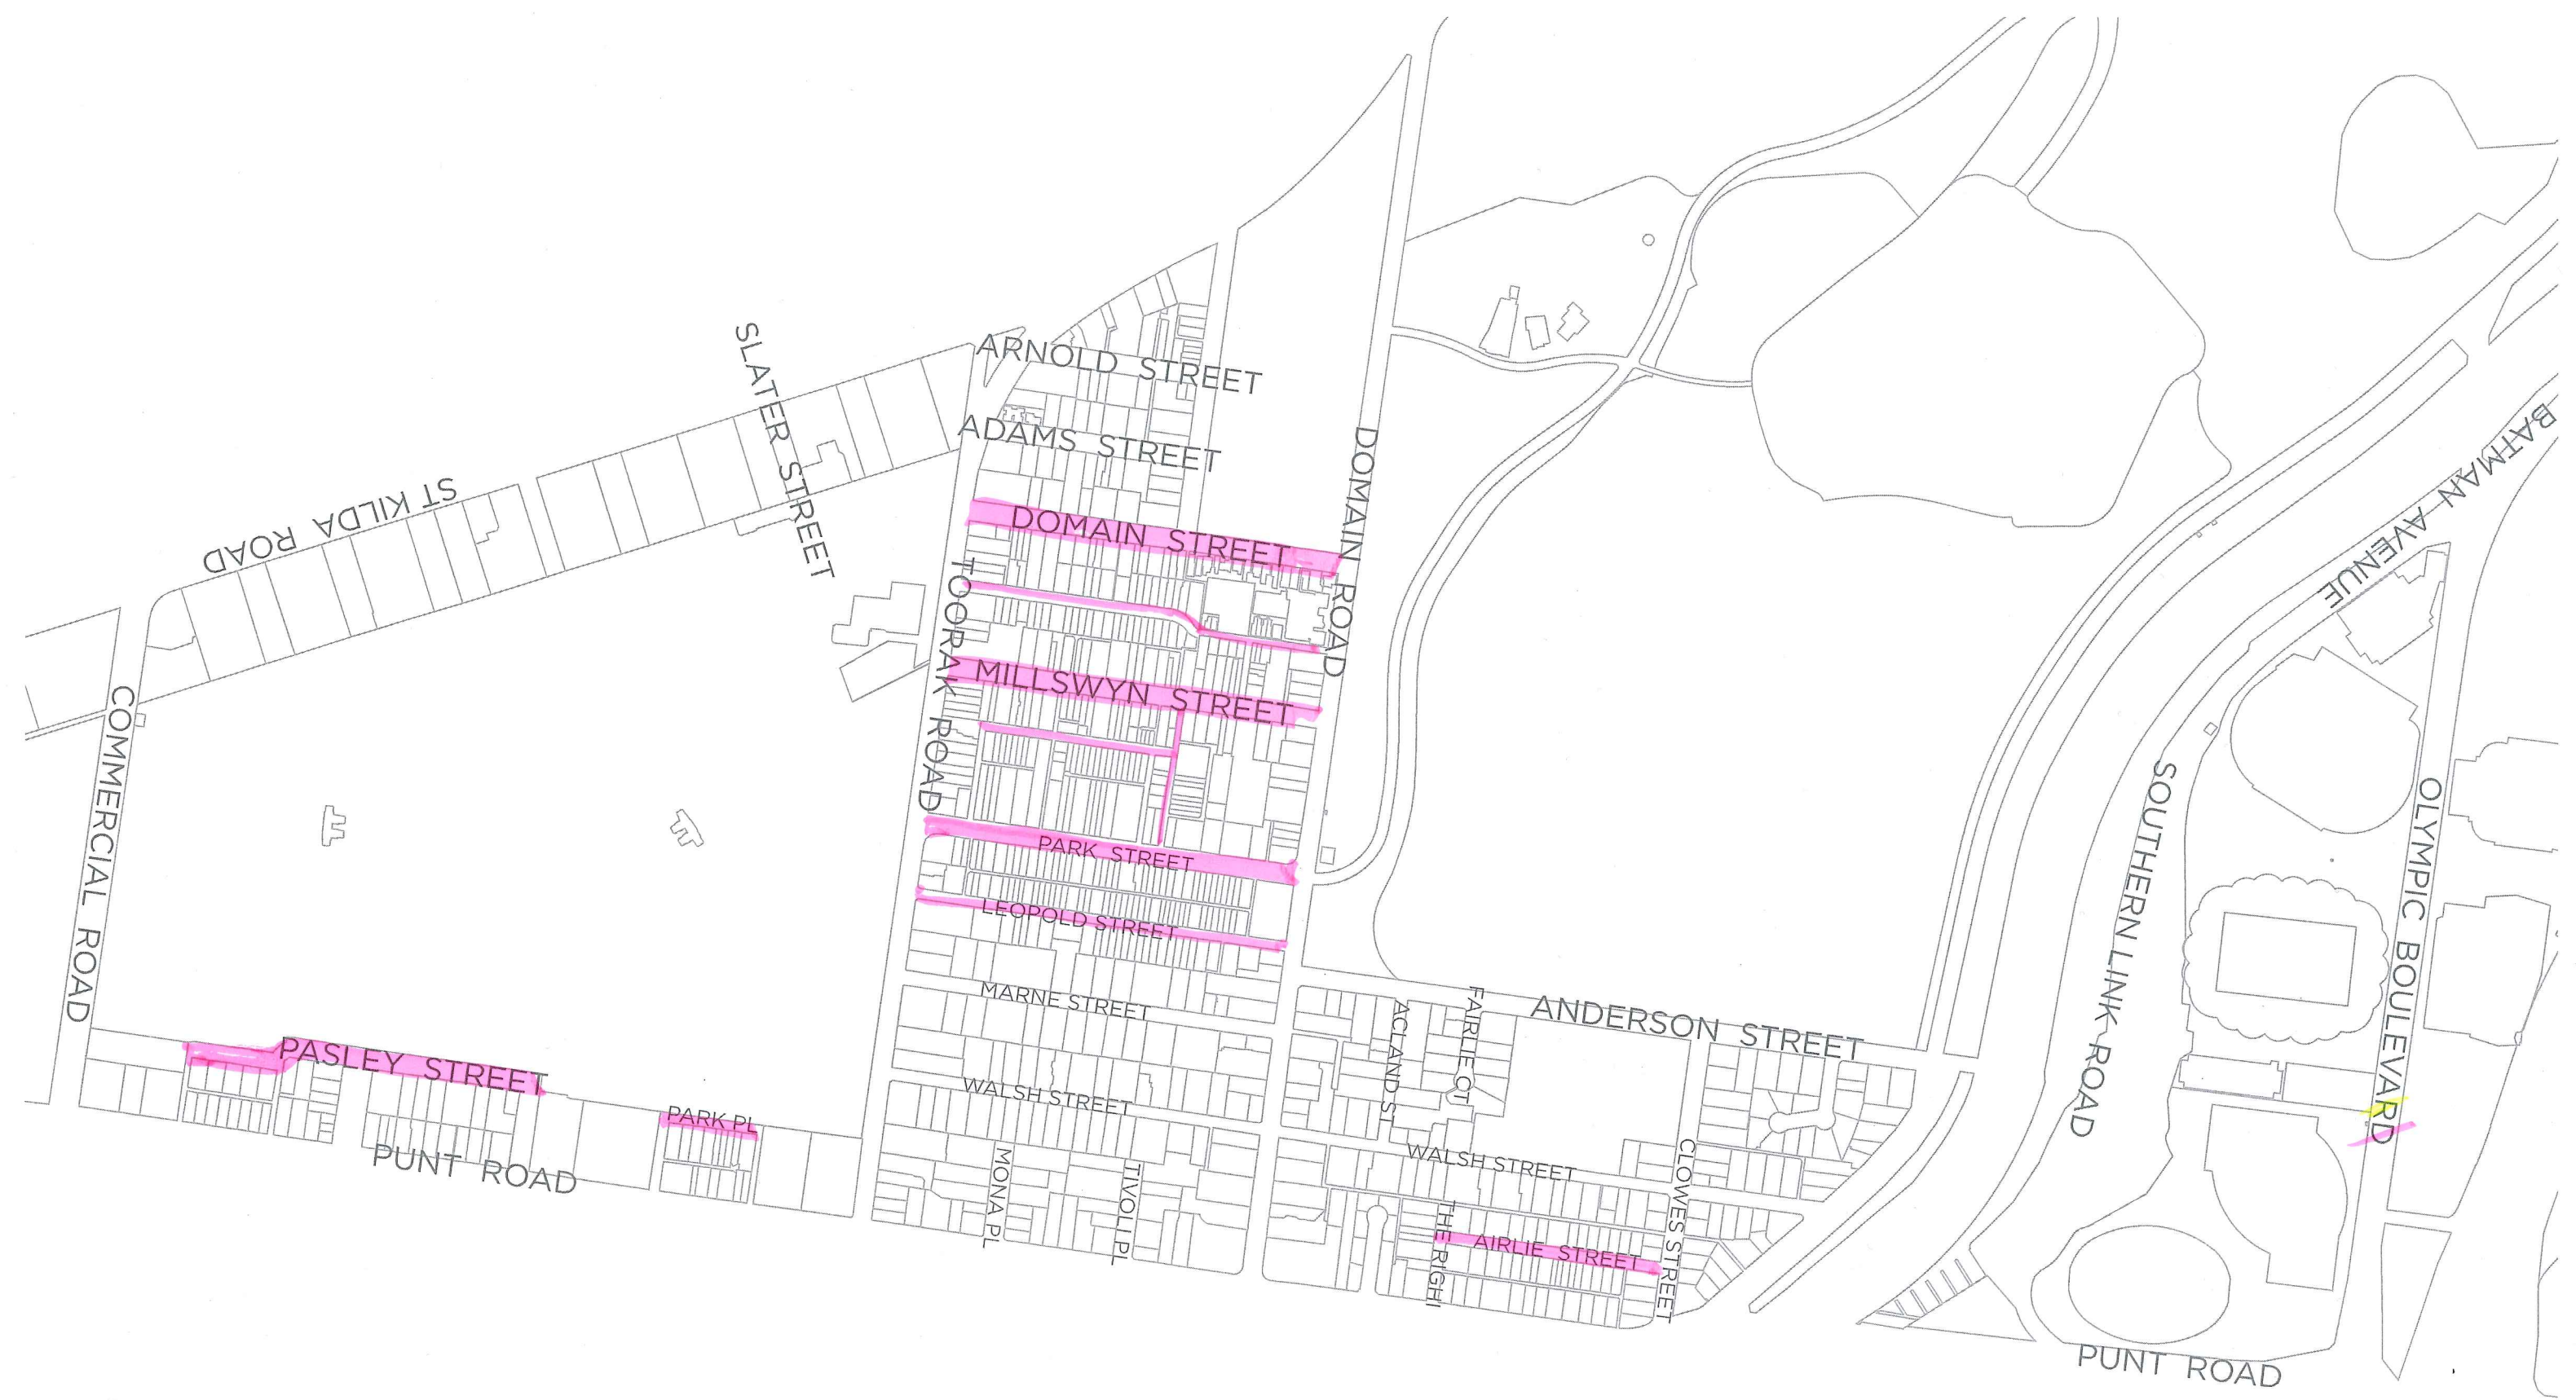 ARNOLD STREET
SLATER STREET
ADAMS STREET
BATMAN AVENUE
ST KILDA ROAD
DOMAIN STREET
DOMAIN ROAD
TOORAK ROAD
MILLSWYN STREET
COMMERCIAL ROAD
SOUTHERN LINK ROAD
OLYMPIC BOULEVARD
PARK STREET
LEOPOLD STREET
MARNE STREET
FAIRLIE CT
ACLAND ST
ANDERSON STREET
PASLEY STREET
WALSH STREET
PARK PL
PUNT ROAD
MONA PL
TIVOLI PL
WALSH STREET
CLOWES STREET
THE RIGHI
AIRLIE STREET
PUNT ROAD